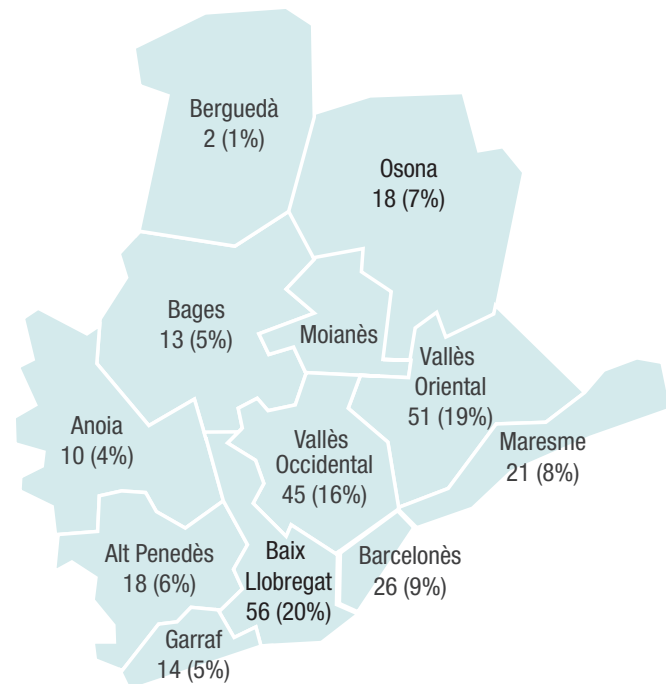 Berguedà
2 (1%)
Osona
18 (7%)
Bages
13 (5%)
Moianès
Vallès
Oriental
51 (19%)
Anoia
10 (4%)
Vallès
Occidental
45 (16%)
Maresme
21 (8%)
Alt Penedès
18 (6%)
Baix
Llobregat
56 (20%)
Barcelonès
26 (9%)
Garraf
14 (5%)